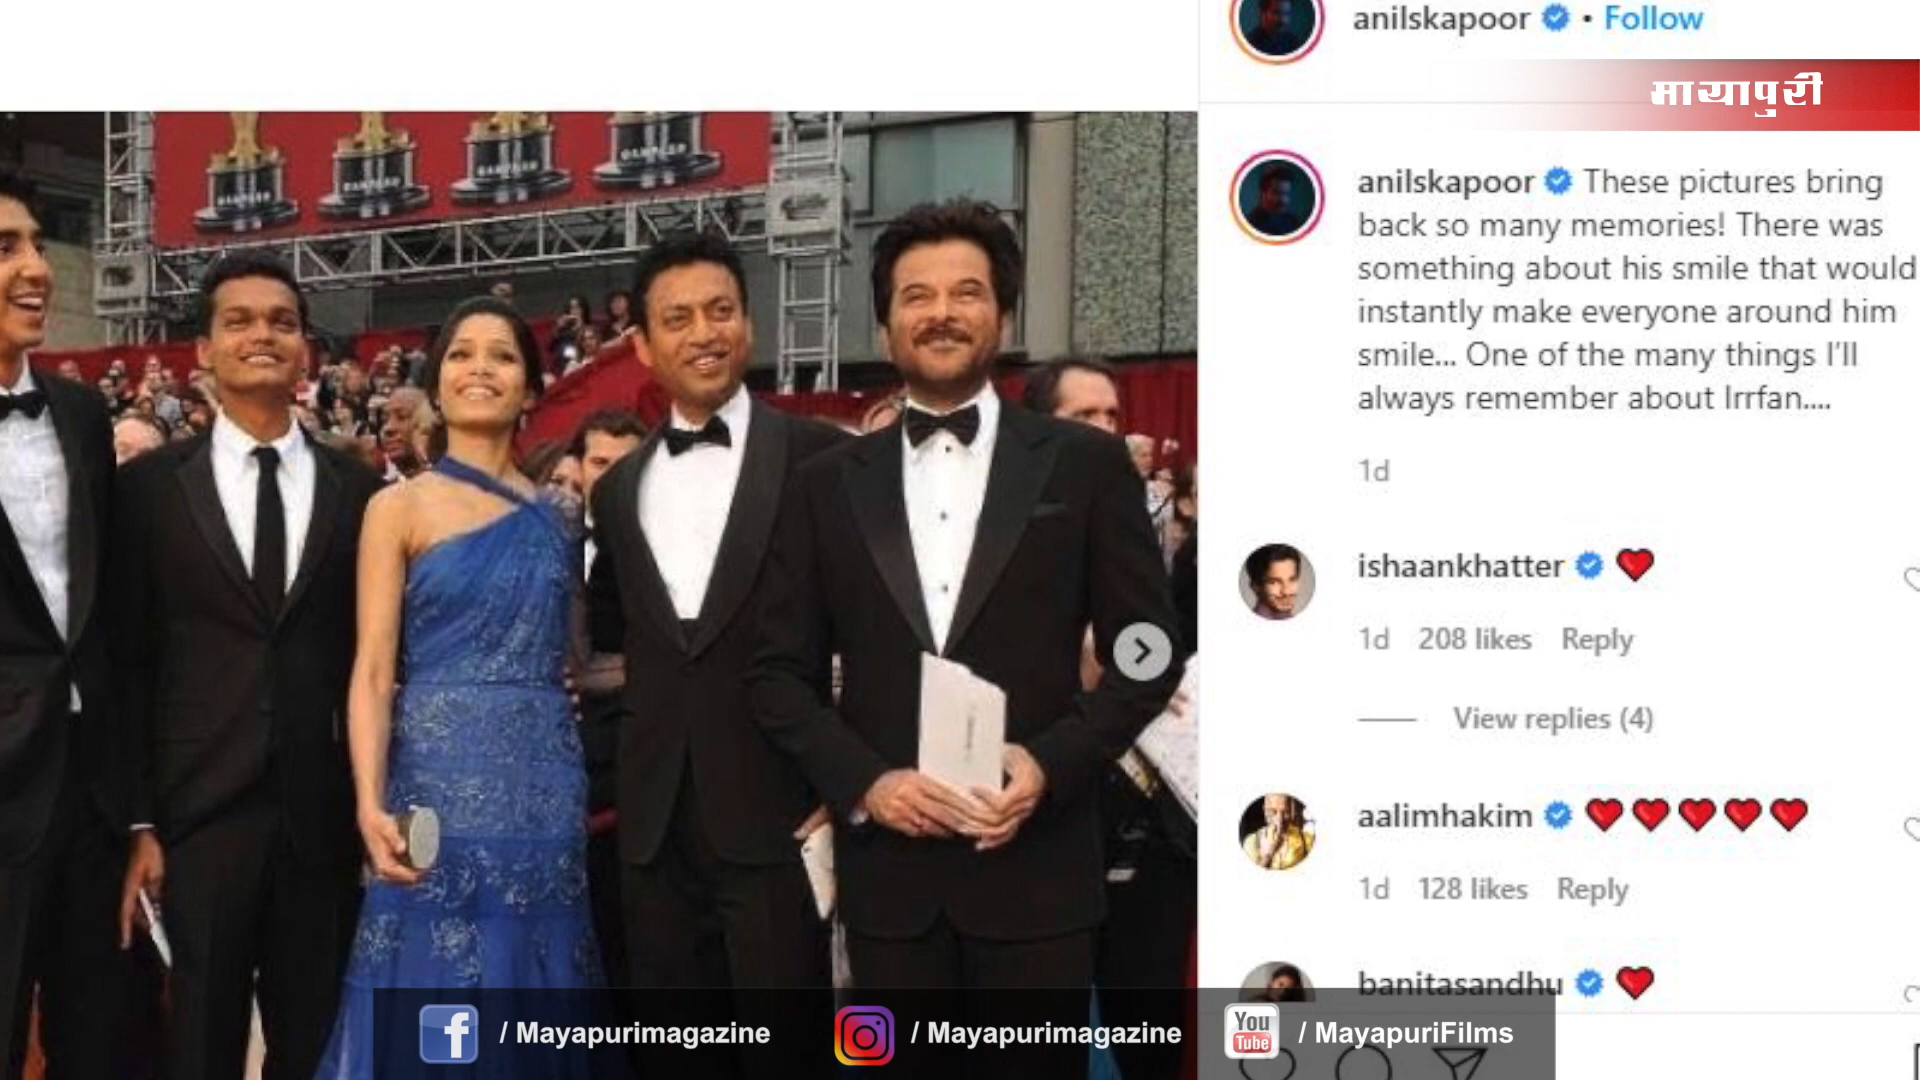 anilskapoor • Follow
मायापुरी
anilskapoor These pictures bring
back so many memories! There was
something about his smile that would
instantly make everyone around him
smile... One of the many things I'll
always remember about Irrfan....
1d
ishaankhatter ❤️
1d 208 likes Reply
View replies (4)
aalimhakim ❤️❤️❤️❤️❤️
1d 128 likes Reply
banitasandhu ❤️
/ Mayapurimagazine
/ Mayapurimagazine
You
Tube
/ MayapuriFilms